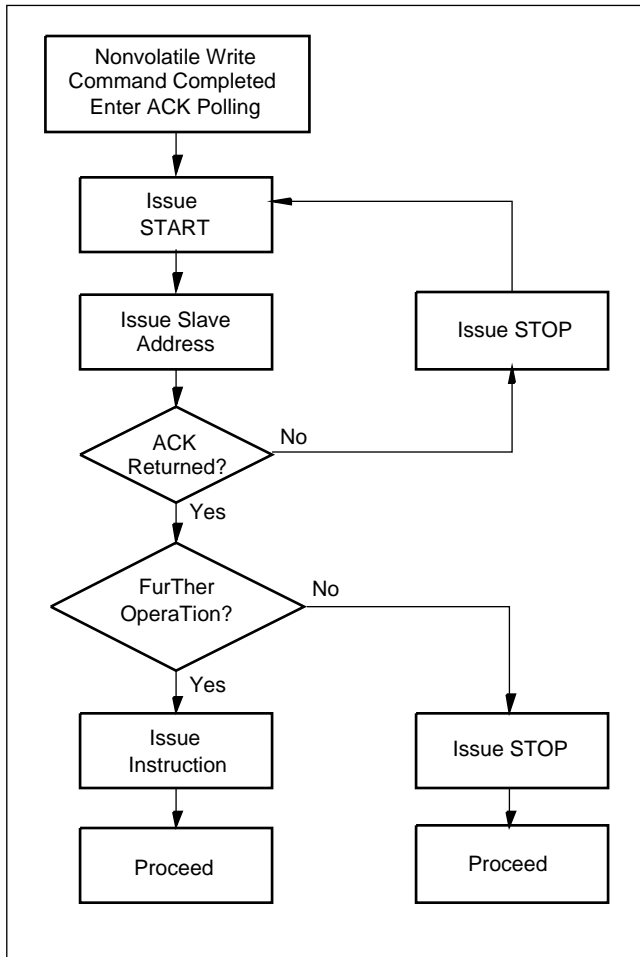 Nonvolatile Write
Command Completed
Enter ACK Polling
Issue
START
Issue Slave
Address
Issue STOP
ACK
Returned?
No
Yes
FurTher
OperaTion?
No
Yes
Issue
Instruction
Issue STOP
Proceed
Proceed